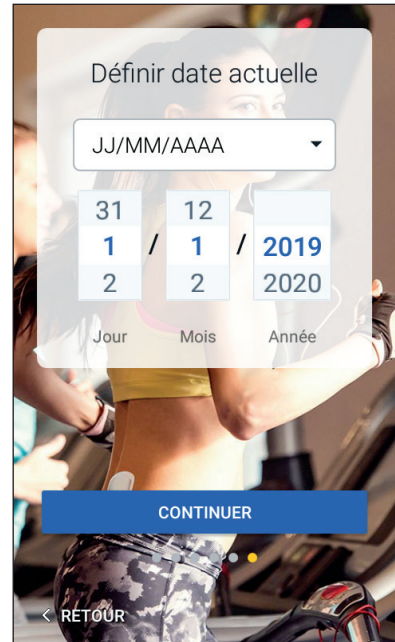 Définir date actuelle
JJ/MM/AAAA
31 12
1 / 1 / 2019
2 2 2020
Jour Mois Année
CONTINUER
< RETOUR